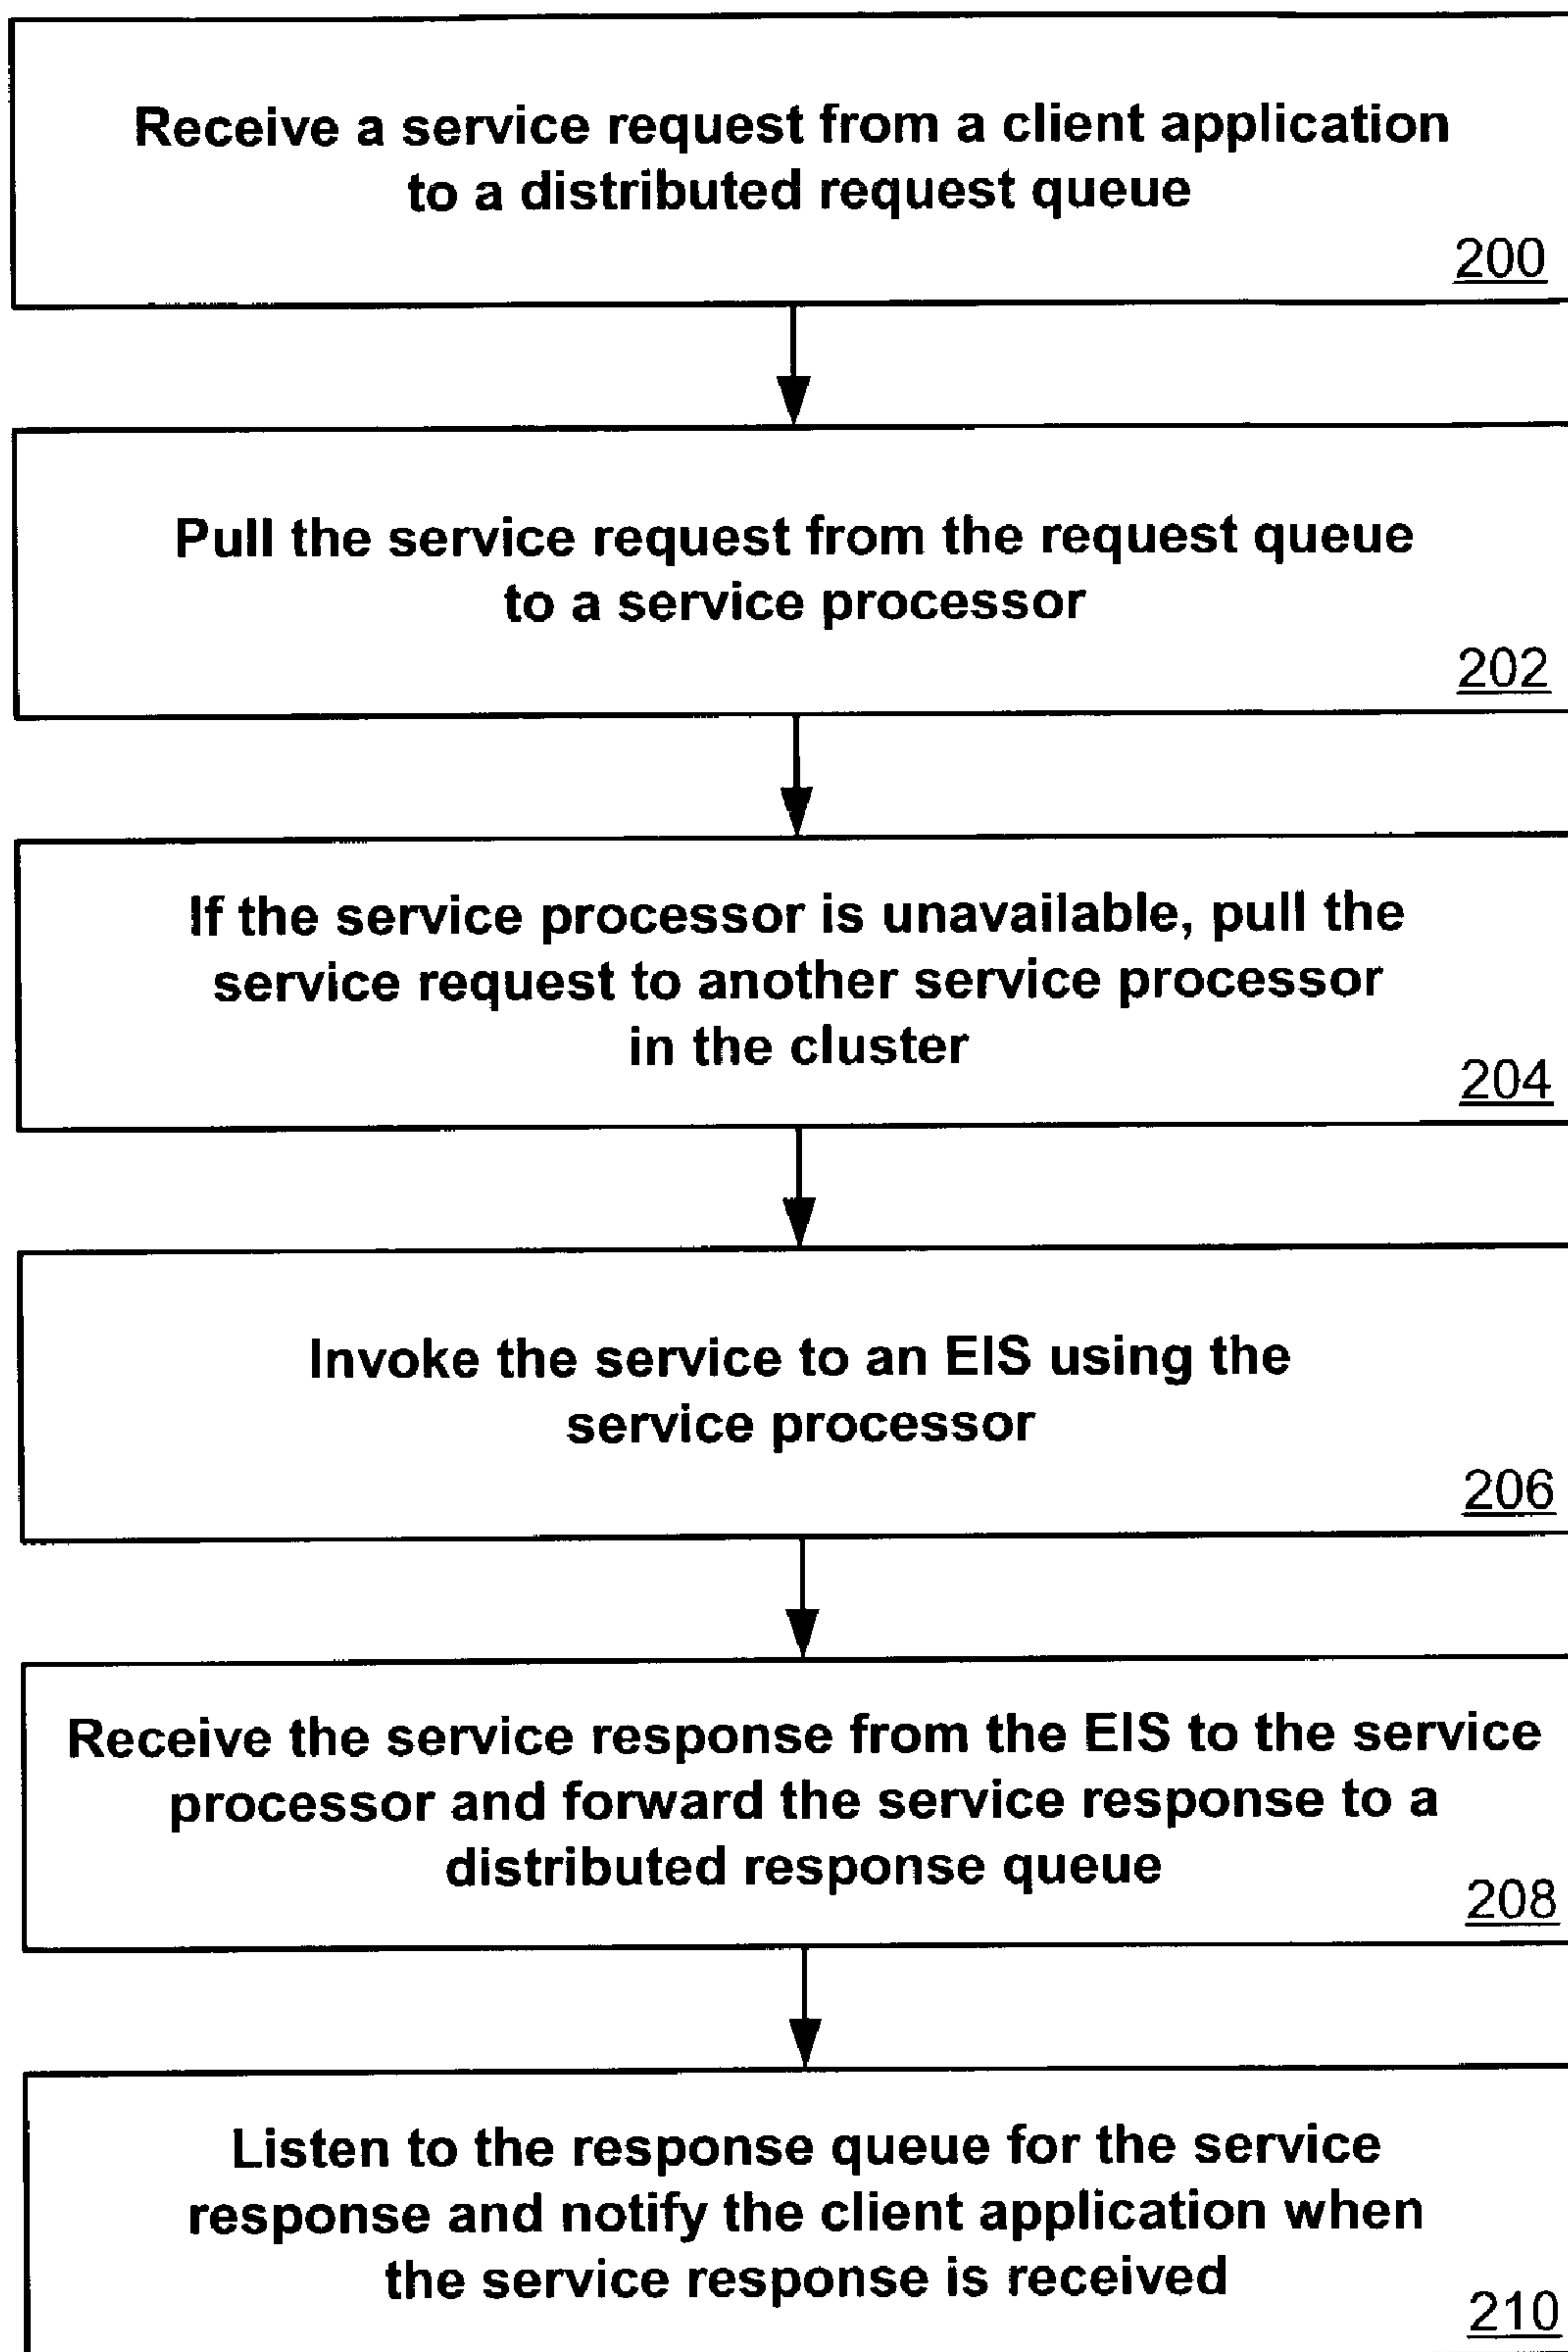 Receive a service request from a client application
to a distributed request queue
200
Pull the service request from the request queue
to a service processor
202
If the service processor is unavailable, pull the
service request to another service processor
in the cluster
204
Invoke the service to an EIS using the
service processor
206
Receive the service response from the EIS to the service
processor and forward the service response to a
distributed response queue
208
Listen to the response queue for the service
response and notify the client application when
the service response is received
210